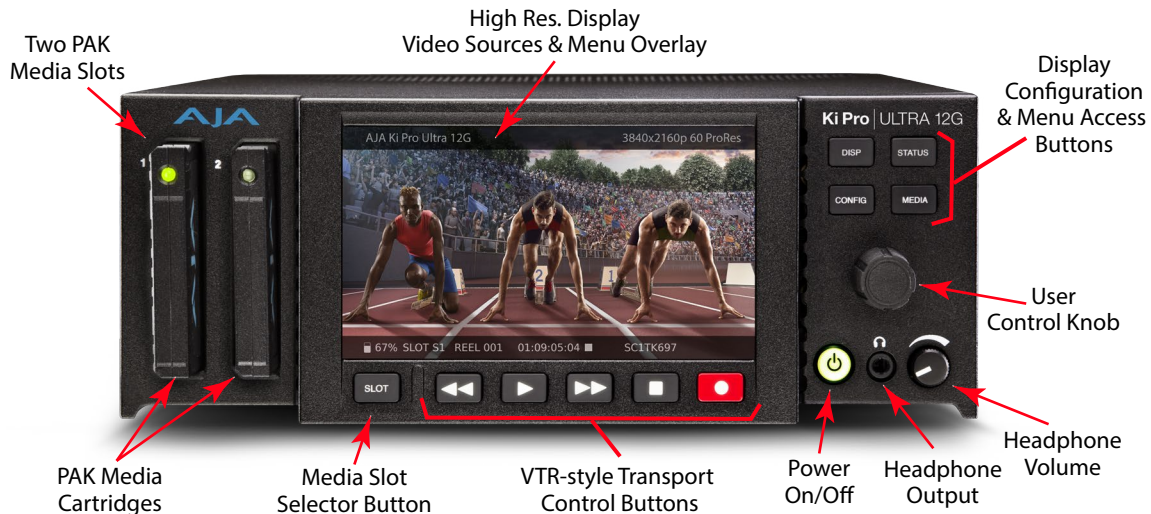 High Res. Display
Video Sources & Menu Overlay
Two PAK
Media Slots
Display
Configuration
& Menu Access
Buttons
AJA
1
2
AJA Ki Pro Ultra 12G
3840x2160p 60 ProRes
Ki Pro | ULTRA 12G
DISP
STATUS
CONFIG
MEDIA
2
1
67% SLOT S1 REEL 001 01:09:05:04 SC1TK697
SLOT
User
Control Knob
PAK Media
Cartridges
Media Slot
Selector Button
VTR-style Transport
Control Buttons
Power
On/Off
Headphone
Output
Headphone
Volume